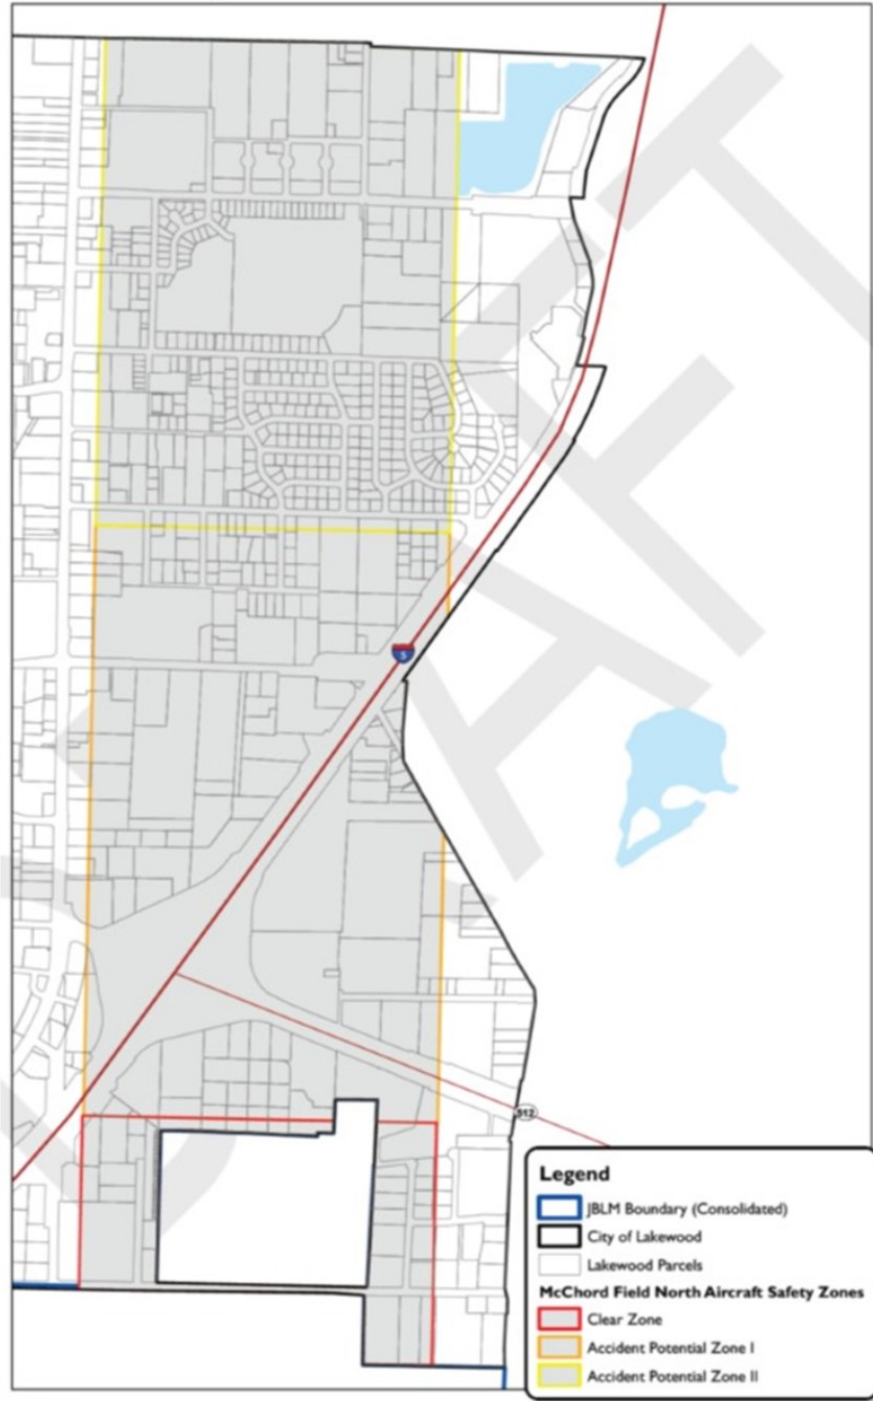 DRAFT
5
512
Legend
JBLM Boundary (Consolidated)
City of Lakewood
Lakewood Parcels
McChord Field North Aircraft Safety Zones
Clear Zone
Accident Potential Zone I
Accident Potential Zone II